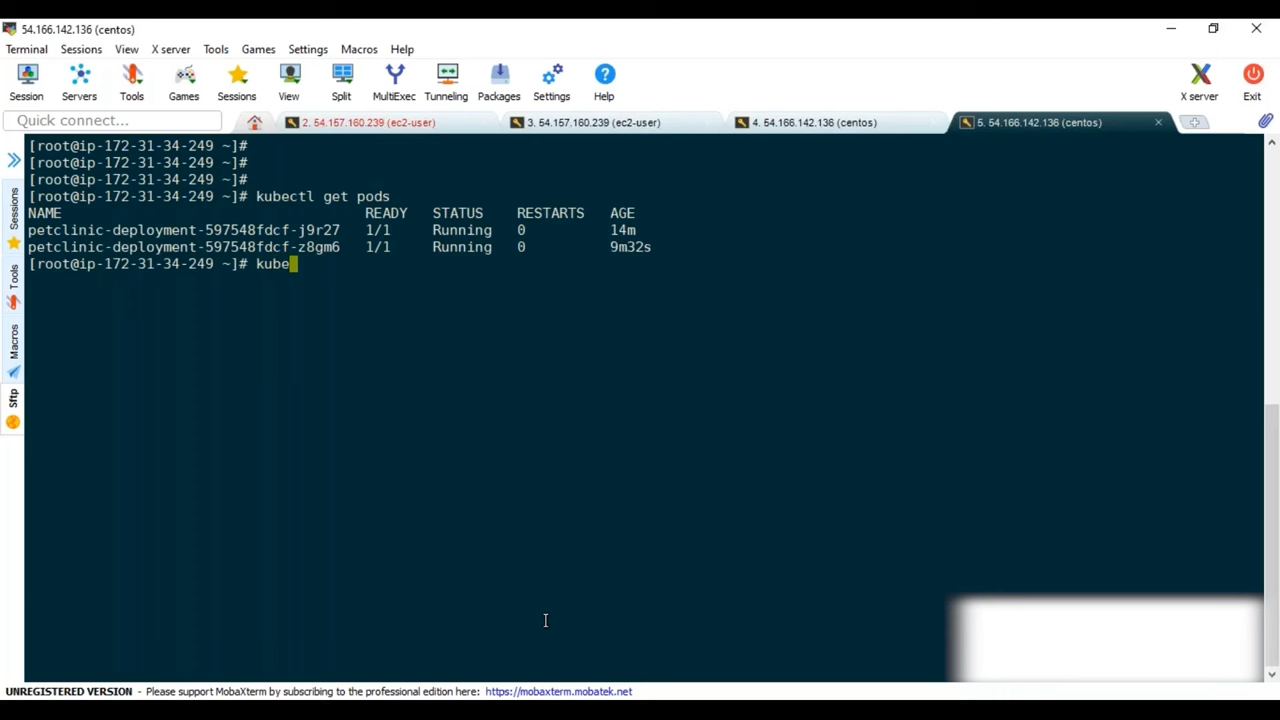 54.166.142.136 (centos)
Terminal Sessions View X server Tools Games Settings Macros Help
Session Servers Tools Games Sessions View Split MultiExec Tunneling Packages Settings Help X server Exit
Quick connect... 2. 54.157.160.239 (ec2-user) 3. 54.157.160.239 (ec2-user) 4. 54.166.142.136 (centos) 5. 54.166.142.136 (centos)
[root@ip-172-31-34-249 ~]#
[root@ip-172-31-34-249 ~]#
[root@ip-172-31-34-249 ~]#
[root@ip-172-31-34-249 ~]# kubectl get pods
NAME READY STATUS RESTARTS AGE
petclinic-deployment-597548fdcf-j9r27 1/1 Running 0 14m
petclinic-deployment-597548fdcf-z8gm6 1/1 Running 0 9m32s
[root@ip-172-31-34-249 ~]# kube
Sessions
Tools
Macros
Sftp
UNREGISTERED VERSION - Please support MobaXterm by subscribing to the professional edition here: https://mobaxterm.mobatek.net